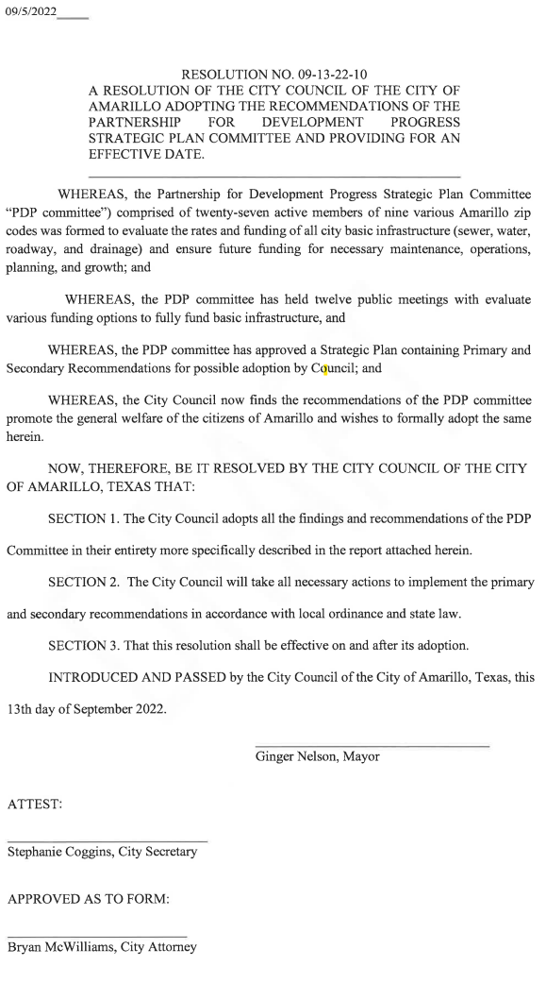 09/5/2022_____
RESOLUTION NO. 09-13-22-10
A RESOLUTION OF THE CITY COUNCIL OF THE CITY OF
AMARILLO ADOPTING THE RECOMMENDATIONS OF THE
PARTNERSHIP FOR DEVELOPMENT PROGRESS
STRATEGIC PLAN COMMITTEE AND PROVIDING FOR AN
EFFECTIVE DATE.
WHEREAS, the Partnership for Development Progress Strategic Plan Committee
“PDP committee”) comprised of twenty-seven active members of nine various Amarillo zip
codes was formed to evaluate the rates and funding of all city basic infrastructure (sewer, water,
roadway, and drainage) and ensure future funding for necessary maintenance, operations,
planning, and growth; and
WHEREAS, the PDP committee has held twelve public meetings with evaluate
various funding options to fully fund basic infrastructure, and
WHEREAS, the PDP committee has approved a Strategic Plan containing Primary and
Secondary Recommendations for possible adoption by Council; and
WHEREAS, the City Council now finds the recommendations of the PDP committee
promote the general welfare of the citizens of Amarillo and wishes to formally adopt the same
herein.
NOW, THEREFORE, BE IT RESOLVED BY THE CITY COUNCIL OF THE CITY
OF AMARILLO, TEXAS THAT:
SECTION 1. The City Council adopts all the findings and recommendations of the PDP
Committee in their entirety more specifically described in the report attached herein.
SECTION 2. The City Council will take all necessary actions to implement the primary
and secondary recommendations in accordance with local ordinance and state law.
SECTION 3. That this resolution shall be effective on and after its adoption.
INTRODUCED AND PASSED by the City Council of the City of Amarillo, Texas, this
13th day of September 2022.
Ginger Nelson, Mayor
ATTEST:
Stephanie Coggins, City Secretary
APPROVED AS TO FORM:
Bryan McWilliams, City Attorney